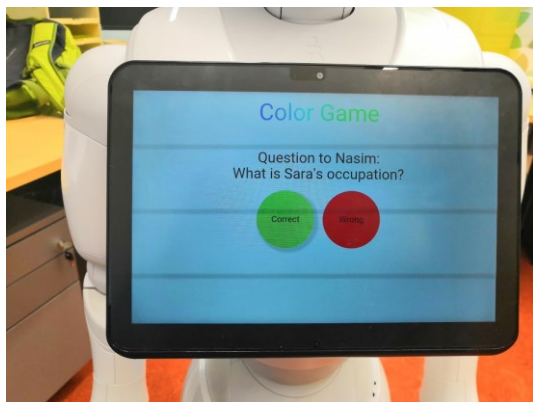 Color Game
Question to Nasim:
What is Sara's occupation?
Correct
Wrong